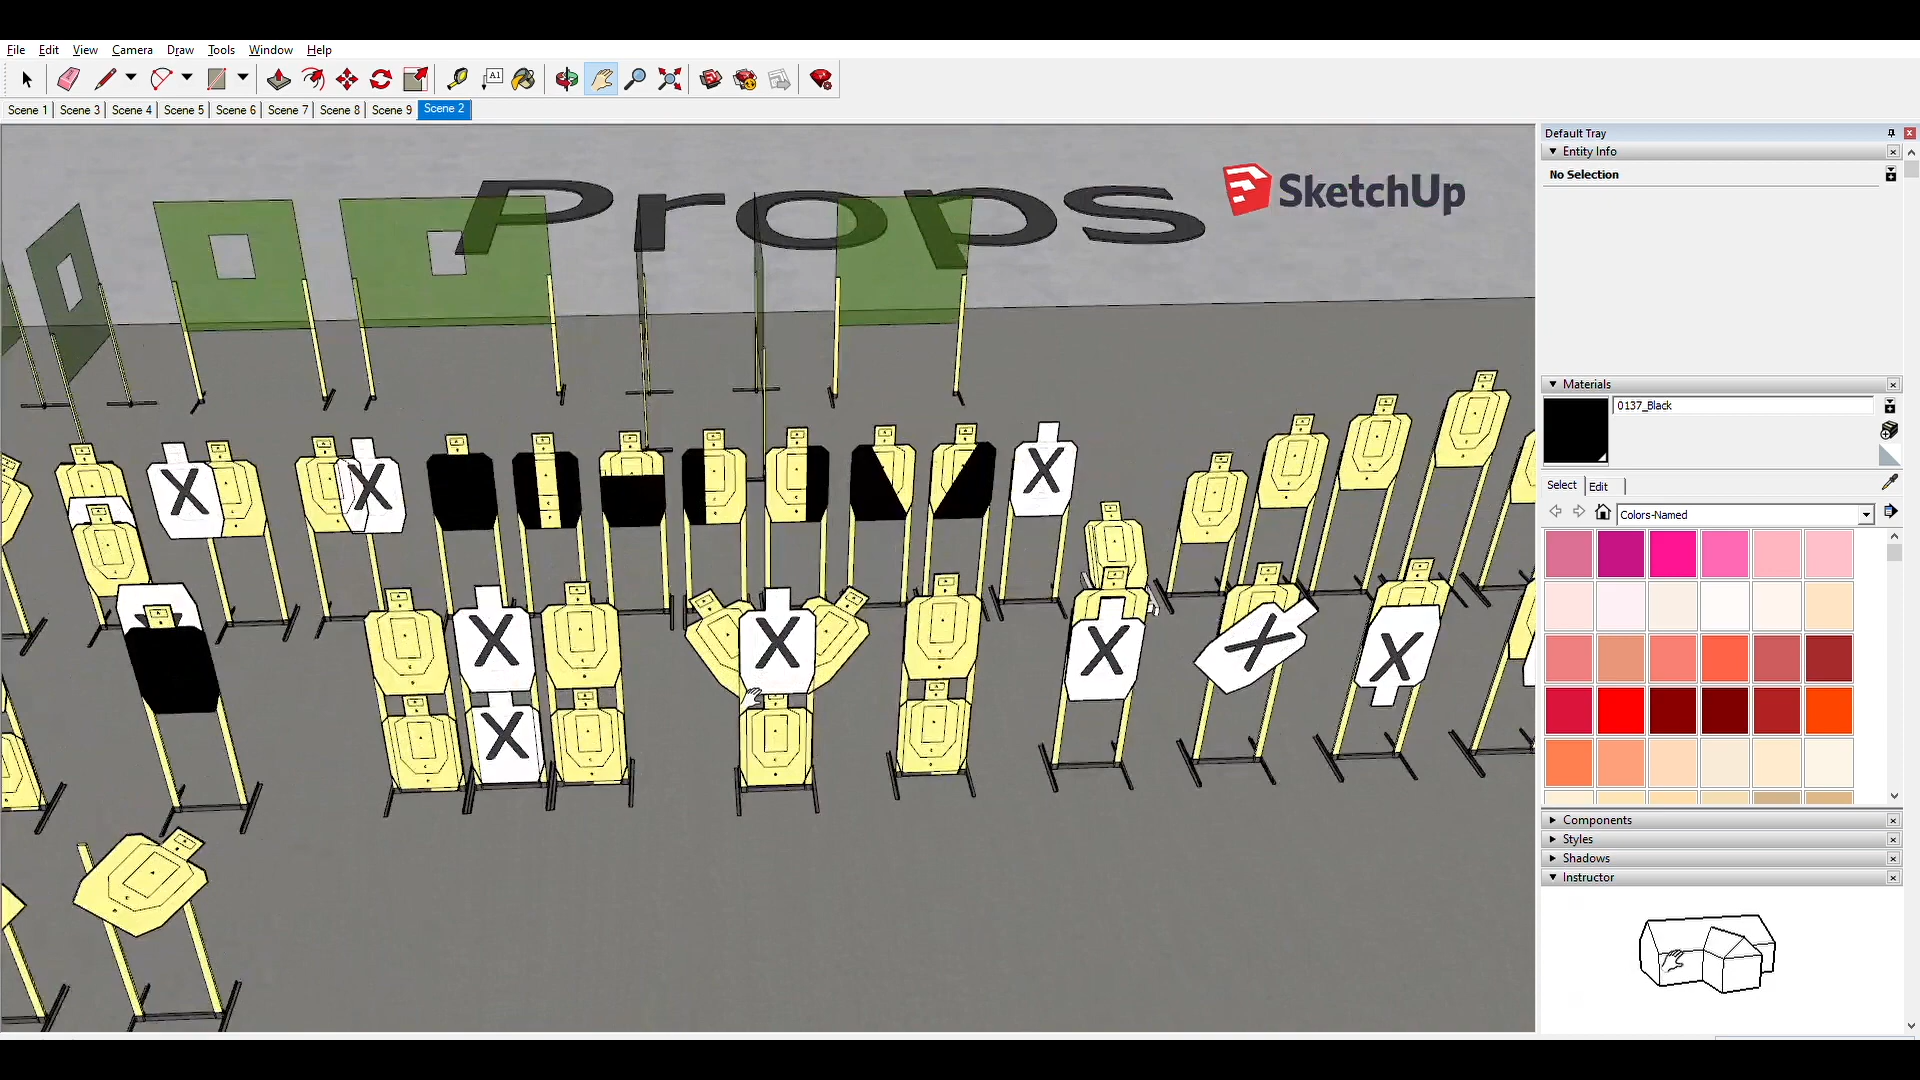 File Edit View Camera Draw Tools Window Help
A1
Scene 1 Scene 3 Scene 4 Scene 5 Scene 6 Scene 7 Scene 8 Scene 9 Scene 2
Default Tray
Entity Info
No Selection
Props
SketchUp
Materials
0137_Black
Select Edit
Colors-Named
X X X
X X X X X
X
Components
Styles
Shadows
Instructor